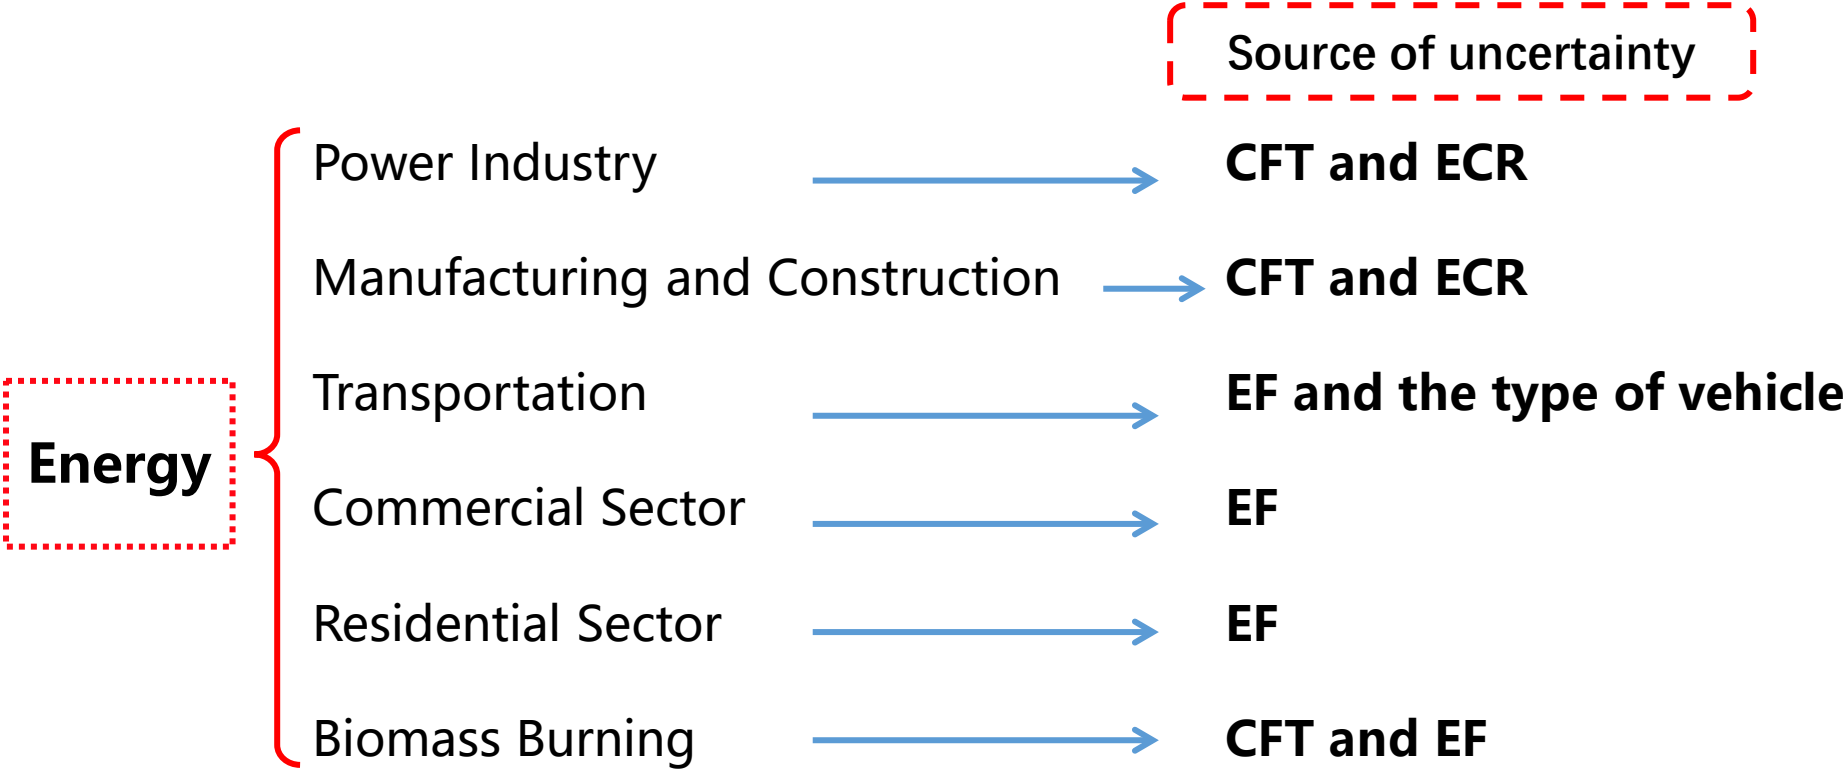 Source of uncertainty
Power Industry CFT and ECR
Manufacturing and Construction CFT and ECR
Transportation EF and the type of vehicle
Energy
Commercial Sector EF
Residential Sector EF
Biomass Burning CFT and EF